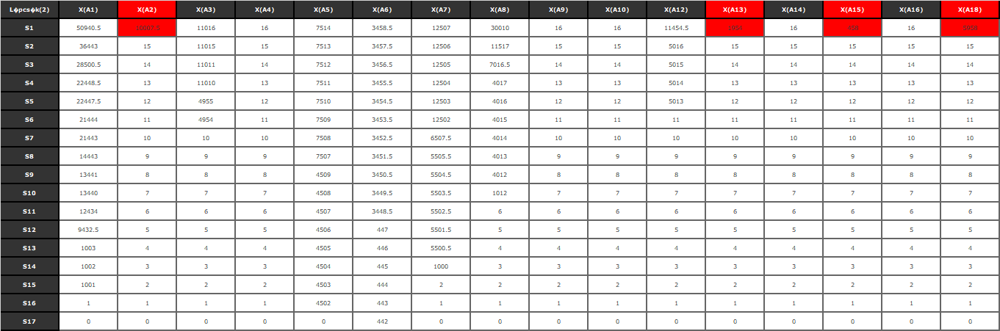 L�pcs�k(2) X(A1) X(A2) X(A3) X(A4) X(A5) X(A6) X(A7) X(A8) X(A9) X(A10) X(A12) X(A13) X(A14) X(A15) X(A16) X(A18)
S1 50940.5 10007.5 11016 16 7514 3458.5 12507 30010 16 16 11454.5 1954 16 456 16 5956
S2 36443 15 11015 15 7513 3457.5 12506 11517 15 15 5016 15 15 15 15 15
S3 28500.5 14 11011 14 7512 3456.5 12505 7016.5 14 14 5015 14 14 14 14 14
S4 22448.5 13 11010 13 7511 3455.5 12504 4017 13 13 5014 13 13 13 13 13
S5 22447.5 12 4955 12 7510 3454.5 12503 4016 12 12 5013 12 12 12 12 12
S6 21444 11 4954 11 7509 3453.5 12502 4015 11 11 11 11 11 11 11 11
S7 21443 10 10 10 7508 3452.5 6507.5 4014 10 10 10 10 10 10 10 10
S8 14443 9 9 9 7507 3451.5 5505.5 4013 9 9 9 9 9 9 9 9
S9 13441 8 8 8 4509 3450.5 5504.5 4012 8 8 8 8 8 8 8 8
S10 13440 7 7 7 4508 3449.5 5503.5 1012 7 7 7 7 7 7 7 7
S11 12434 6 6 6 4507 3448.5 5502.5 6 6 6 6 6 6 6 6 6
S12 9432.5 5 5 5 4506 447 5501.5 5 5 5 5 5 5 5 5 5
S13 1003 4 4 4 4505 446 5500.5 4 4 4 4 4 4 4 4 4
S14 1002 3 3 3 4504 445 1000 3 3 3 3 3 3 3 3 3
S15 1001 2 2 2 4503 444 2 2 2 2 2 2 2 2 2 2
S16 1 1 1 1 4502 443 1 1 1 1 1 1 1 1 1 1
S17 0 0 0 0 0 442 0 0 0 0 0 0 0 0 0 0